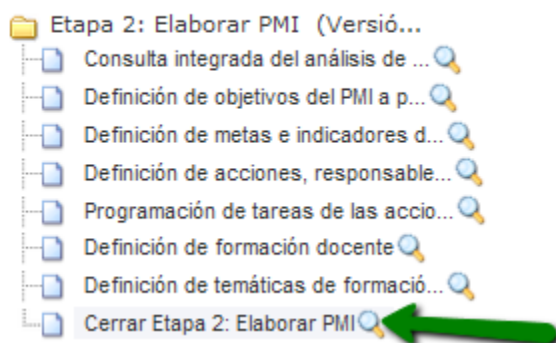 Etapa 2: Elaborar PMI (Versió...
Consulta integrada del análisis de ...
Definición de objetivos del PMI a p...
Definición de metas e indicadores d...
Definición de acciones, responsable...
Programación de tareas de las accio...
Definición de formación docente
Definición de temáticas de formació...
Cerrar Etapa 2: Elaborar PMI